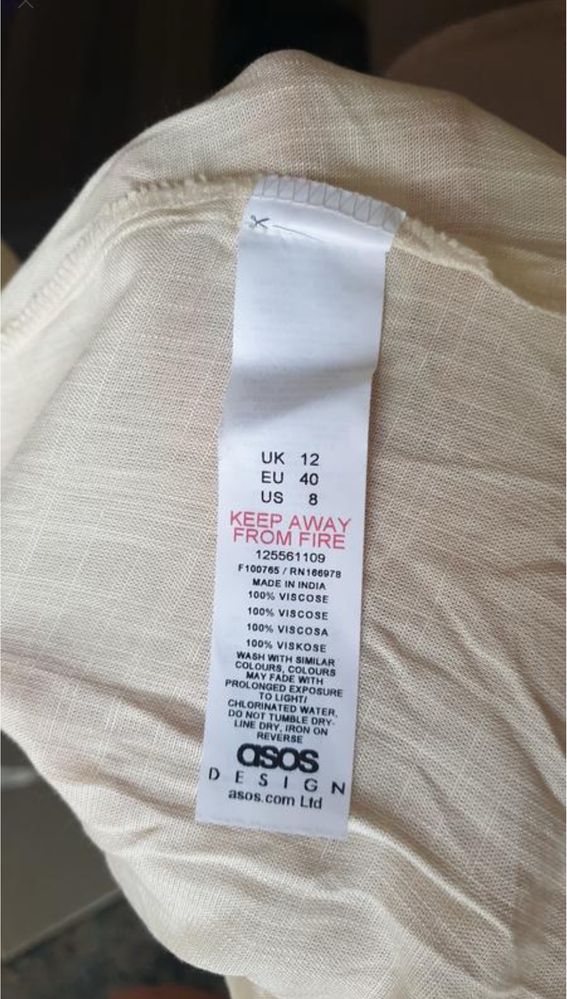 UK 12
EU 40
US 8
KEEP AWAY
FROM FIRE
125561109
F100765 / RN166978
MADE IN INDIA
100% VISCOSE
100% VISCOSE
100% VISCOSA
100% VISKOSE
WASH WITH SIMILAR
COLOURS, COLOURS
MAY FADE WITH
PROLONGED EXPOSURE
TO LIGHT/
CHLORINATED WATER,
DO NOT TUMBLE DRY-
LINE DRY, IRON ON
REVERSE
asos
DESIGN
asos.com Ltd